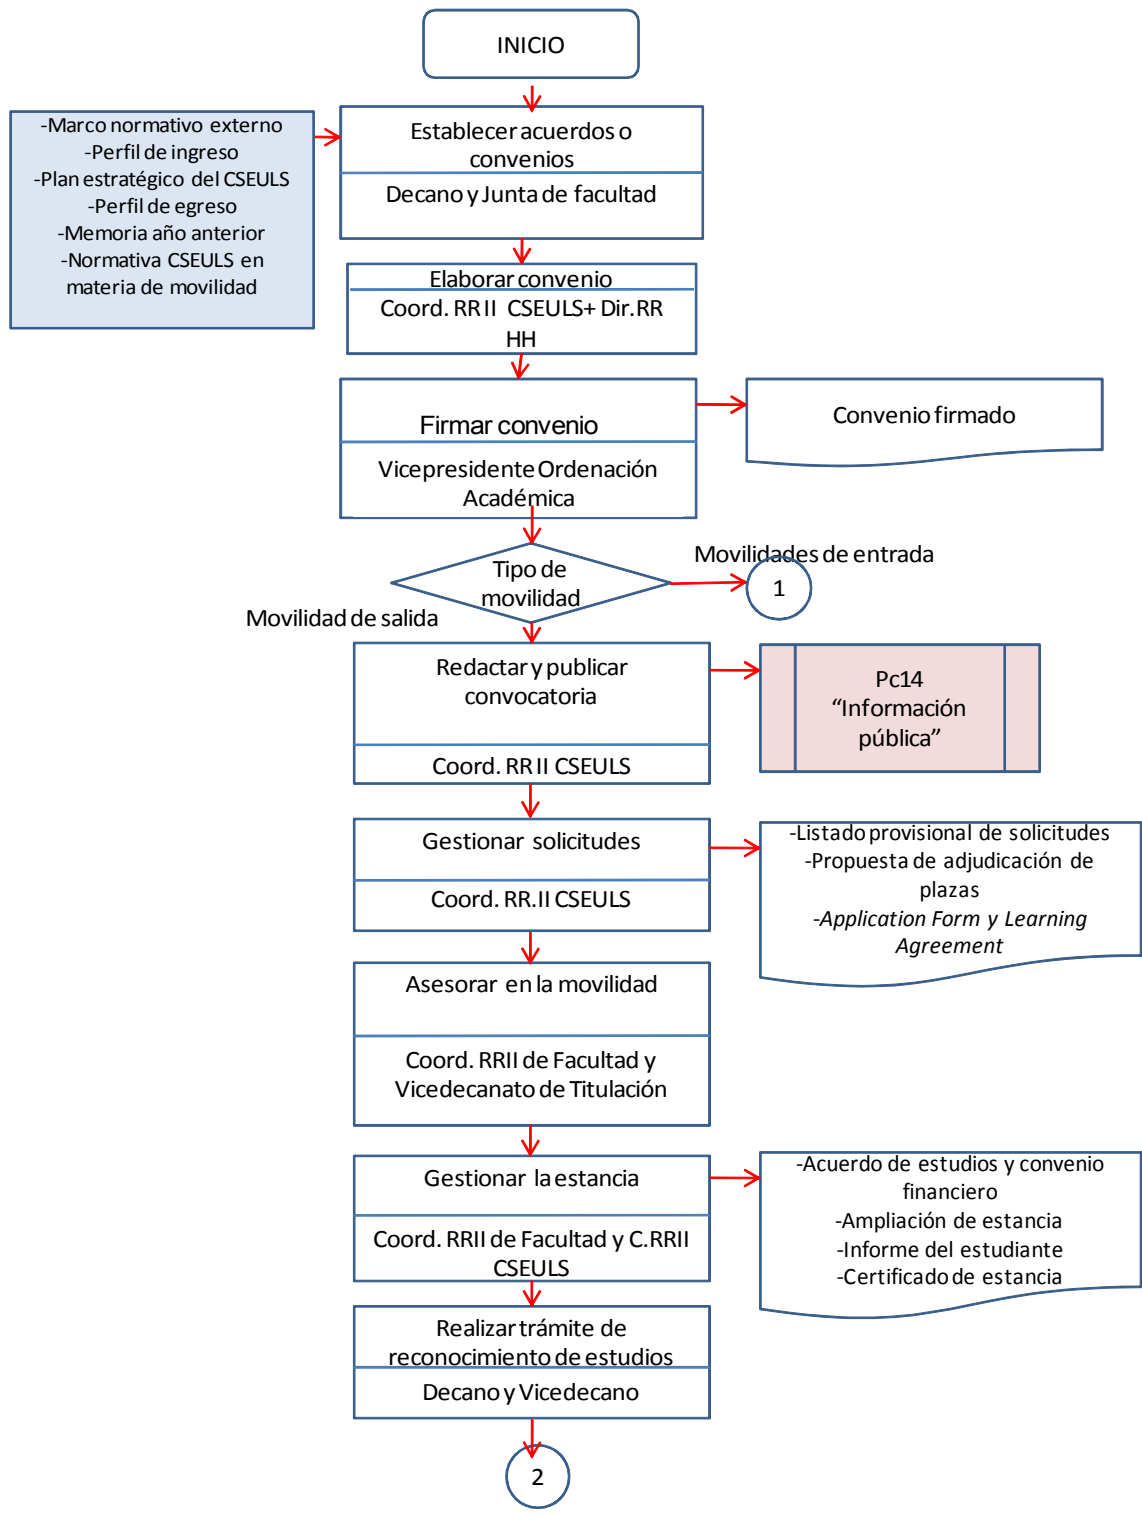 INICIO
-Marco normativo externo
-Perfil de ingreso
-Plan estratégico del CSEULS
-Perfil de egreso
-Memoria año anterior
-Normativa CSEULS en
materia de movilidad
Establecer acuerdos o
convenios
Decano y Junta de facultad
Elaborar convenio
Coord. RR II CSEULS+ Dir.RR
HH
Firmar convenio
Vicepresidente Ordenación
Académica
Convenio firmado
Tipo de
movilidad
Movilidades de entrada
1
Movilidad de salida
Redactar y publicar
convocatoria
Coord. RR II CSEULS
Pc14
“Información
pública”
Gestionar solicitudes
Coord. RR.II CSEULS
-Listado provisional de solicitudes
-Propuesta de adjudicación de
plazas
-Application Form y Learning
Agreement
Asesorar en la movilidad
Coord. RRII de Facultad y
Vicedecanato de Titulación
Gestionar la estancia
Coord. RRII de Facultad y C.RRII
CSEULS
-Acuerdo de estudios y convenio
financiero
-Ampliación de estancia
-Informe del estudiante
-Certificado de estancia
Realizar trámite de
reconocimiento de estudios
Decano y Vicedecano
2